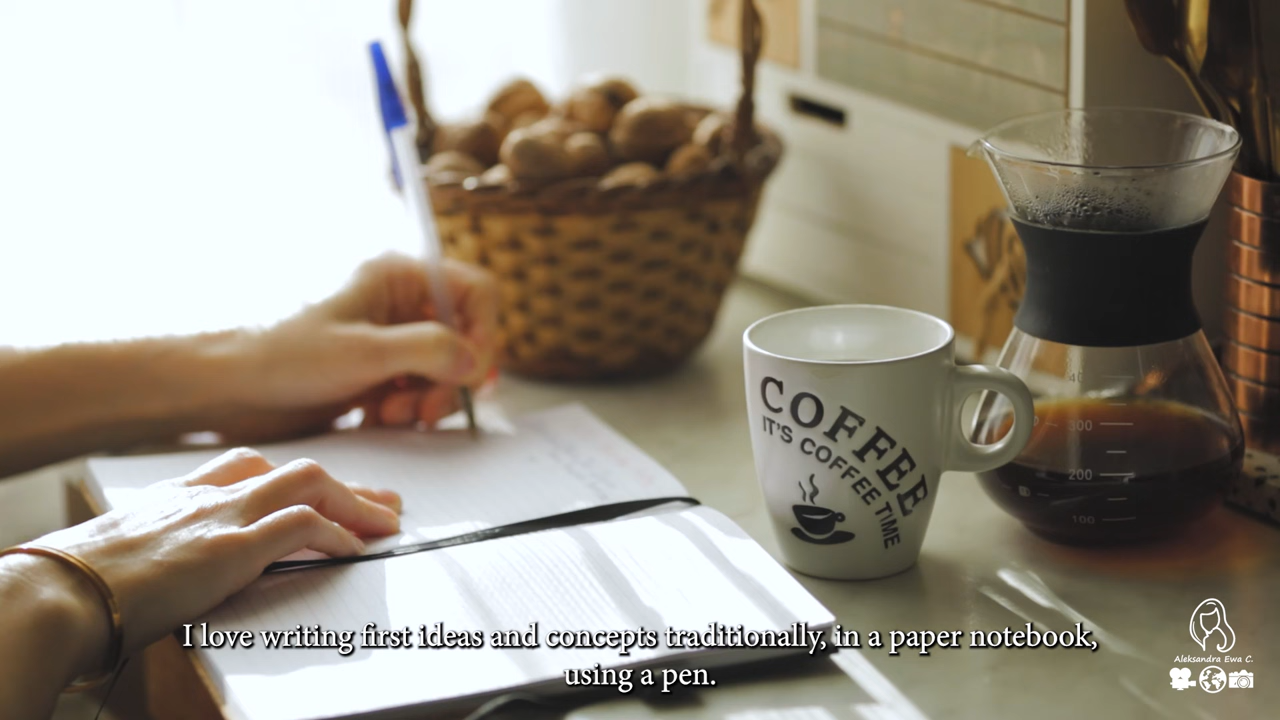 COFFEE
IT'S COFFEE TIME
300
200
100
I love writing first ideas and concepts traditionally, in a paper notebook,
using a pen.
Aleksandra Ewa C.